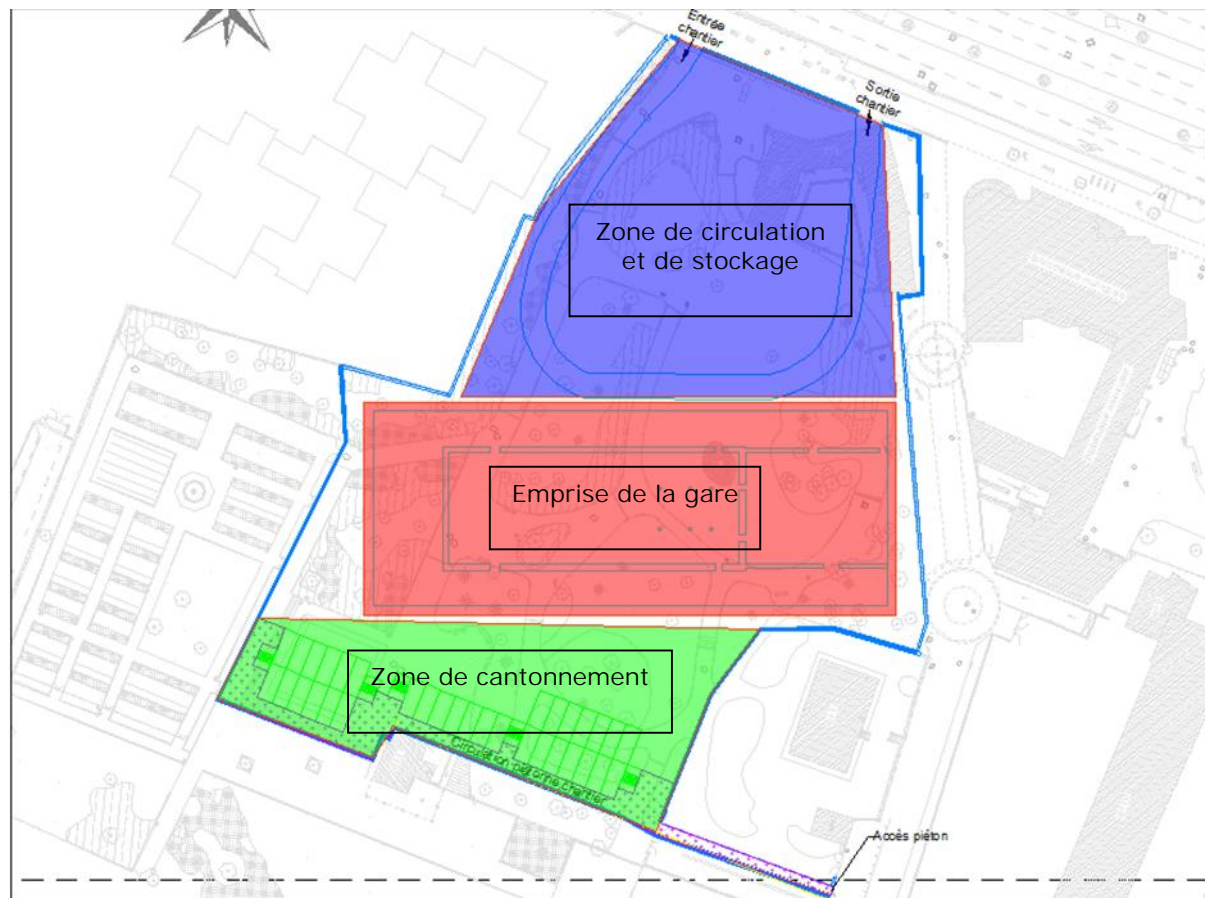 Entrée
chantier
Sortie
chantier
Zone de circulation
et de stockage
Emprise de la gare
Zone de cantonnement
Circulation piétonne chantier
Accès piéton